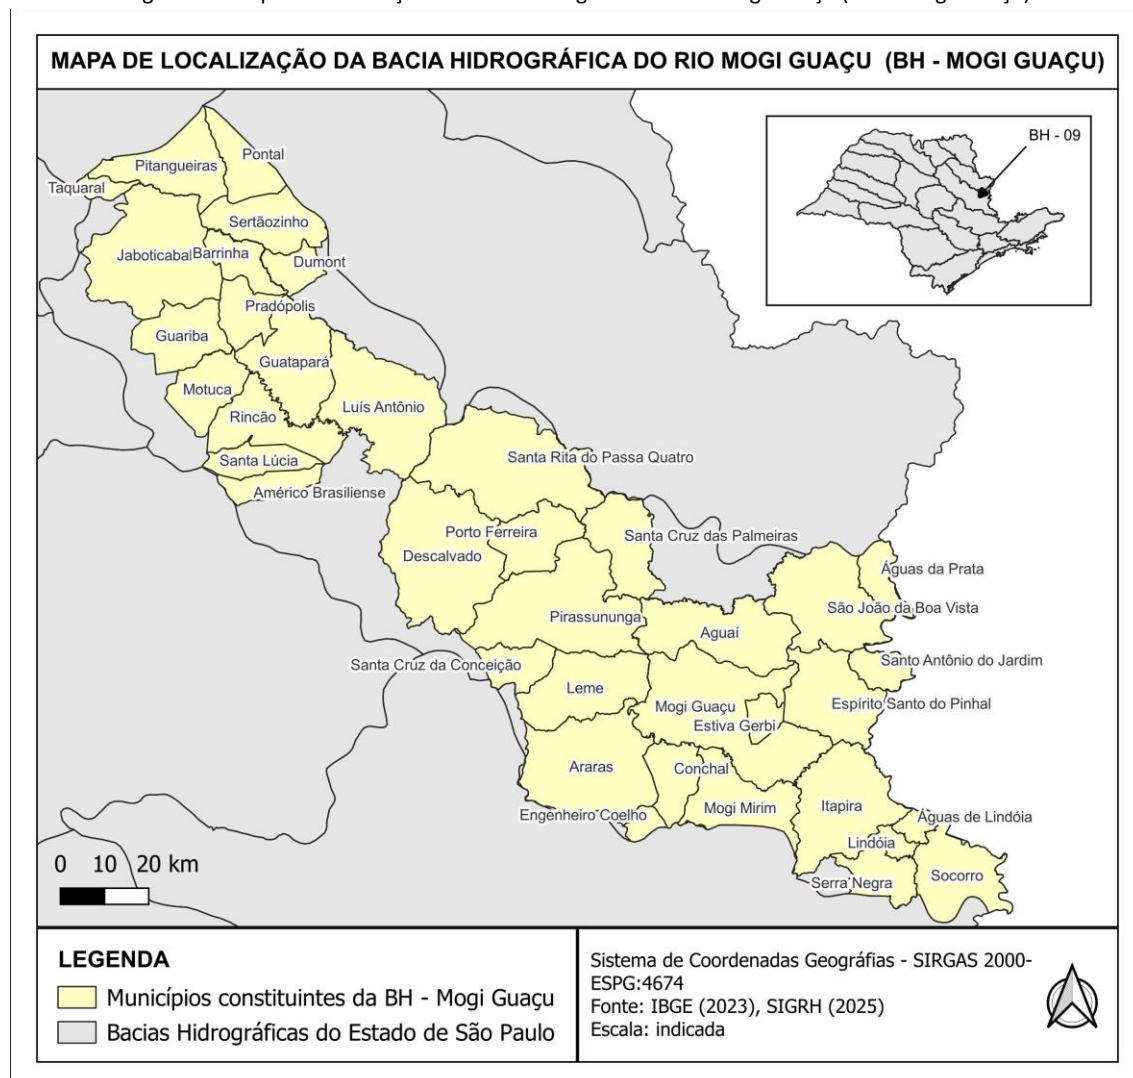 MAPA DE LOCALIZAÇÃO DA BACIA HIDROGRÁFICA DO RIO MOGI GUAÇU (BH - MOGI GUAÇU)
BH - 09
Pontal
Pitangueiras
Taquaral
Sertãozinho
Jaboticabal
Barrinha
Dumont
Pradópolis
Guariba
Guatapará
Motuca
Luís Antônio
Rincão
Santa Lúcia
Santa Rita do Passa Quatro
Américo Brasiliense
Porto Ferreira
Santa Cruz das Palmeiras
Descalvado
Águas da Prata
São João da Boa Vista
Pirassununga
Aguaí
Santa Cruz da Conceição
Santo Antônio do Jardim
Leme
Mogi Guaçu
Espírito Santo do Pinhal
Estiva Gerbi
Araras
Conchal
Engenheiro Coelho
Mogi Mirim
Itapira
Águas de Lindóia
Lindóia
Serra Negra
Socorro
0 10 20 km
LEGENDA
Municípios constituintes da BH - Mogi Guaçu
Bacias Hidrográficas do Estado de São Paulo
Sistema de Coordenadas Geográfias - SIRGAS 2000-
ESPG:4674
Fonte: IBGE (2023), SIGRH (2025)
Escala: indicada